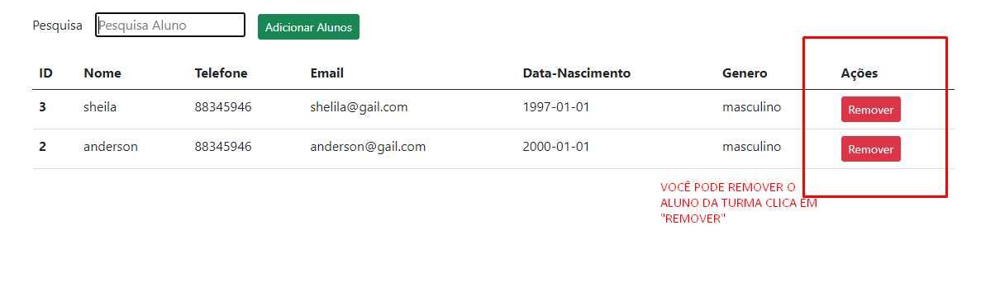 Pesquisa Pesquisa Aluno Adicionar Alunos
ID Nome Telefone Email Data-Nascimento Genero Ações
3 sheila 88345946 shelila@gail.com 1997-01-01 masculino Remover
2 anderson 88345946 anderson@gail.com 2000-01-01 masculino Remover
VOCÊ PODE REMOVER O
ALUNO DA TURMA CLICA EM
"REMOVER"